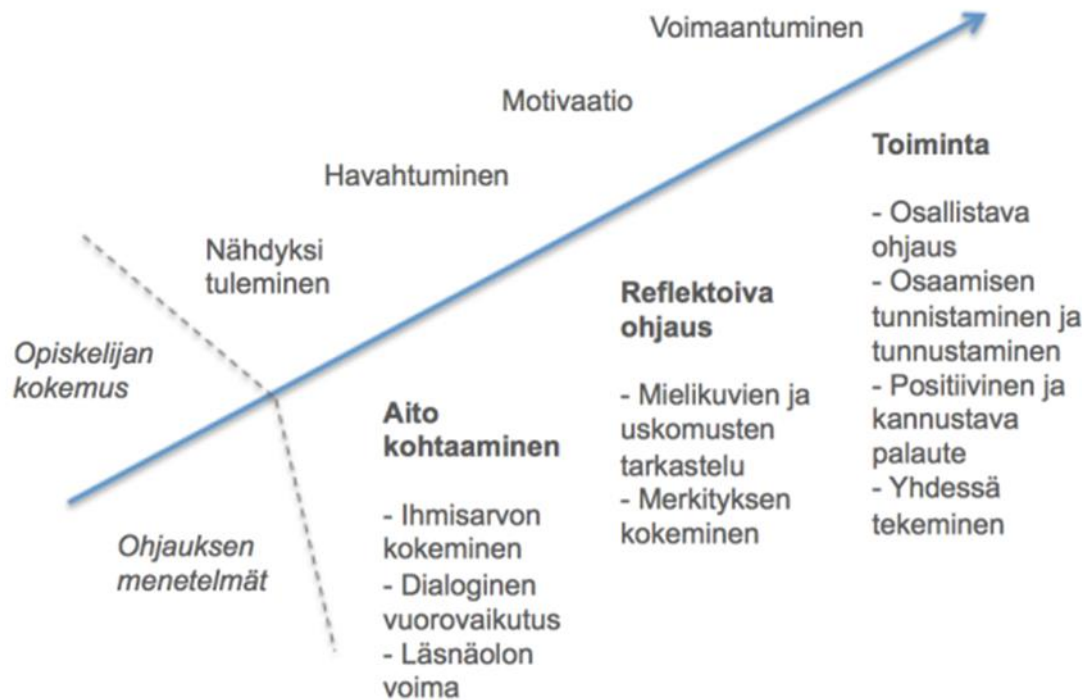 Voimaantuminen
Motivaatio
Havahtuminen
Nähdyksi
tuleminen
Opiskelijan
kokemus
Ohjauksen
menetelmät
Aito
kohtaaminen
- Ihmisarvon
kokeminen
- Dialoginen
vuorovaikutus
- Läsnäolon
voima
Reflektoiva
ohjaus
- Mielikuvien ja
uskomusten
tarkastelu
- Merkityksen
kokeminen
Toiminta
- Osallistava
ohjaus
- Osaamisen
tunnistaminen ja
tunnustaminen
- Positiivinen ja
kannustava
palaute
- Yhdessä
tekeminen